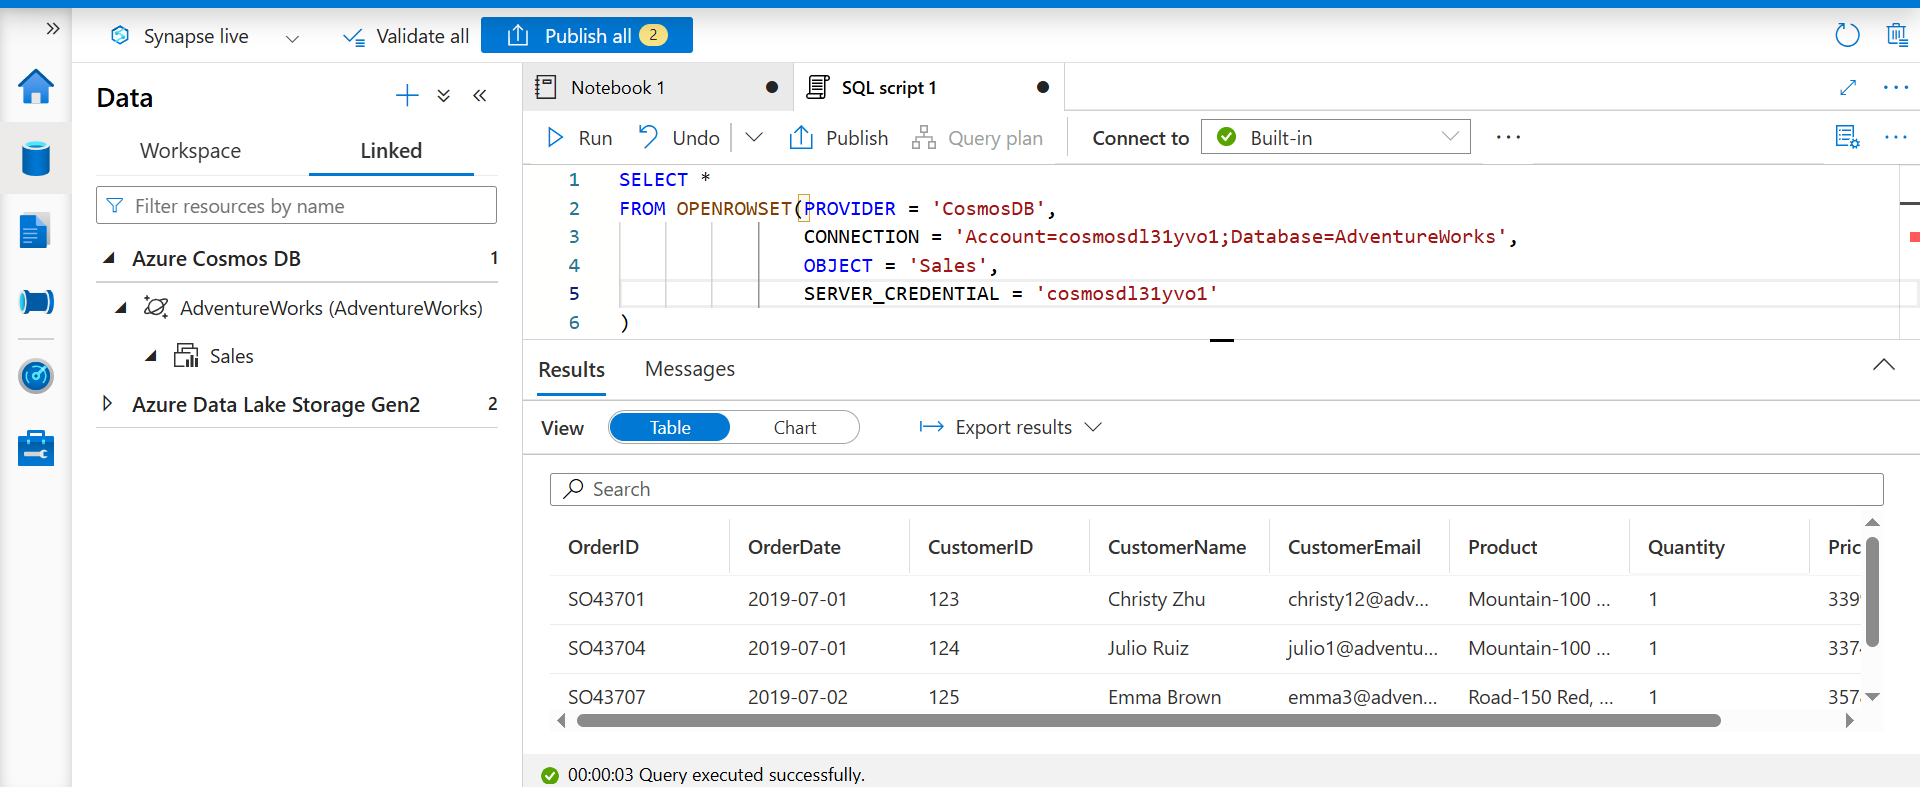 Synapse live
Validate all
Publish all 2
Data
Workspace
Linked
Filter resources by name
Azure Cosmos DB 1
AdventureWorks (AdventureWorks)
Sales
Azure Data Lake Storage Gen2 2
Notebook 1
SQL script 1
Run
Undo
Publish
Query plan
Connect to
Built-in
1 SELECT *
2 FROM OPENROWSET(PROVIDER = 'CosmosDB',
3 CONNECTION = 'Account=cosmosdl31yvo1;Database=AdventureWorks',
4 OBJECT = 'Sales',
5 SERVER_CREDENTIAL = 'cosmosdl31yvo1'
6 )
Results
Messages
View
Table
Chart
Export results
Search
OrderID OrderDate CustomerID CustomerName CustomerEmail Product Quantity Pric
SO43701 2019-07-01 123 Christy Zhu christy12@adv... Mountain-100 ... 1 339
SO43704 2019-07-01 124 Julio Ruiz julio1@adventu... Mountain-100 ... 1 337
SO43707 2019-07-02 125 Emma Brown emma3@adven... Road-150 Red, ... 1 357
00:00:03 Query executed successfully.